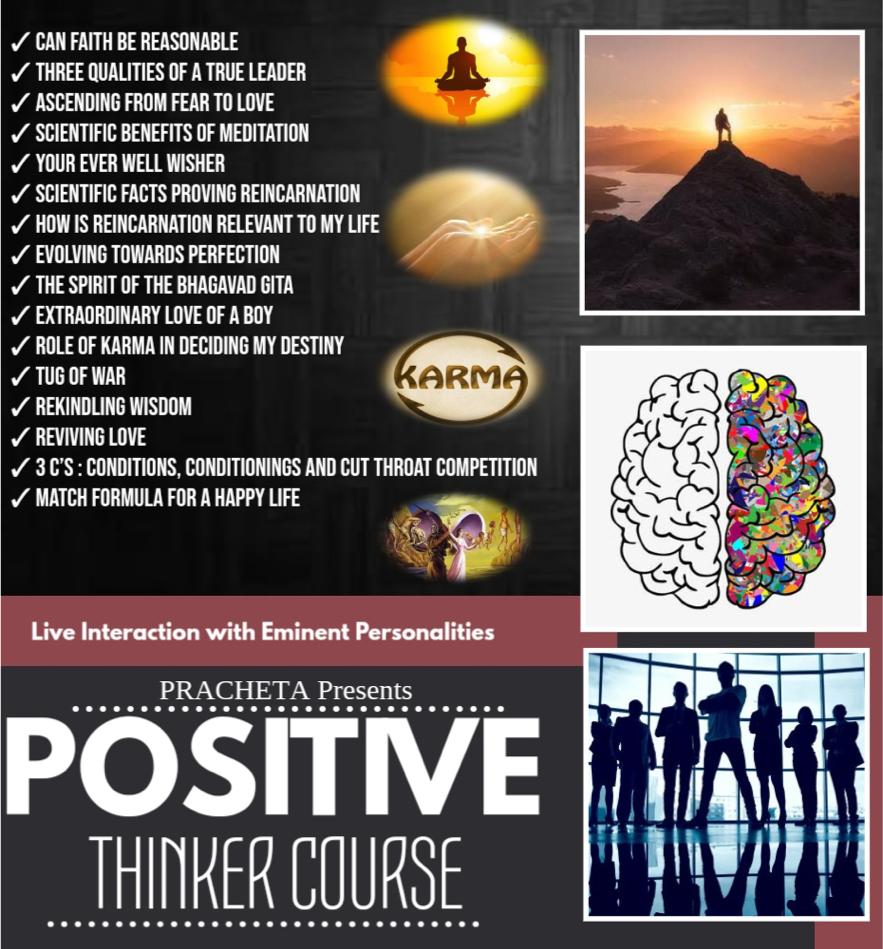 ✓ CAN FAITH BE REASONABLE
✓ THREE QUALITIES OF A TRUE LEADER
✓ ASCENDING FROM FEAR TO LOVE
✓ SCIENTIFIC BENEFITS OF MEDITATION
✓ YOUR EVER WELL WISHER
✓ SCIENTIFIC FACTS PROVING REINCARNATION
✓ HOW IS REINCARNATION RELEVANT TO MY LIFE
✓ EVOLVING TOWARDS PERFECTION
✓ THE SPIRIT OF THE BHAGAVAD GITA
✓ EXTRAORDINARY LOVE OF A BOY
✓ ROLE OF KARMA IN DECIDING MY DESTINY
✓ TUG OF WAR
✓ REKINDLING WISDOM
✓ REVIVING LOVE
✓ 3 C'S : CONDITIONS, CONDITIONINGS AND CUT THROAT COMPETITION
✓ MATCH FORMULA FOR A HAPPY LIFE
KARMA
Live Interaction with Eminent Personalities
PRACHETA Presents
POSITIVE
THINKER COURSE